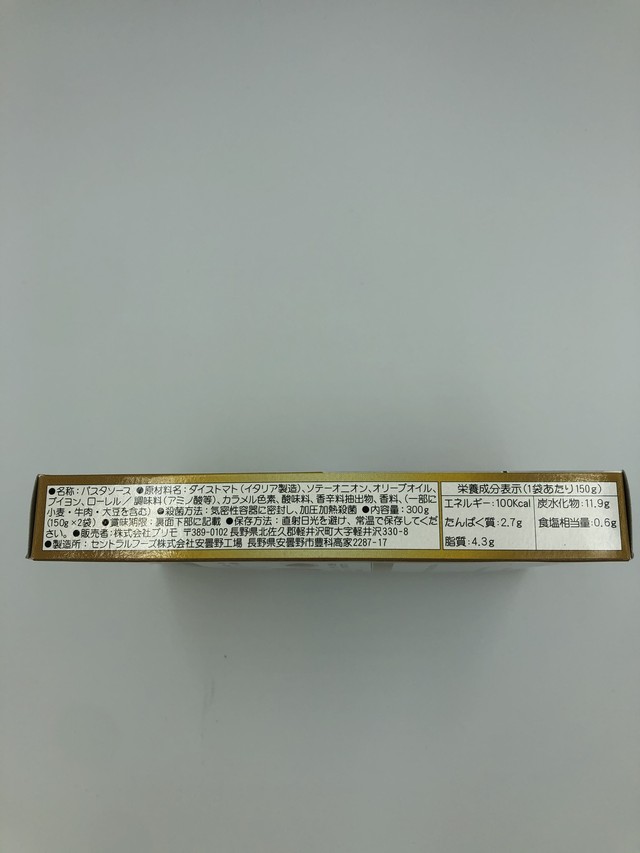 ●名称：パスタソース ●原材料名：ダイストマト（イタリア製造）、ソテーオニオン、オリーブオイル、
ブイヨン、ローレル／調味料（アミノ酸等）、カラメル色素、酸味料、香辛料抽出物、香料、（一部に
小麦・牛肉・大豆を含む） ●殺菌方法：気密性容器に密封し、加圧加熱殺菌 ●内容量：300g
（150g×2袋） ●賞味期限：裏面下部に記載 ●保存方法：直射日光を避け、常温で保存してくだ
さい。●販売者：株式会社プリモ 〒389-0102 長野県北佐久郡軽井沢町大字軽井沢330-8
●製造所：セントラルフーズ株式会社安曇野工場 長野県安曇野市豊科高家2287-17
栄養成分表示（1袋あたり150g）
エネルギー：100Kcal 炭水化物：11.9g
たんぱく質：2.7g 食塩相当量：0.6g
脂質：4.3g